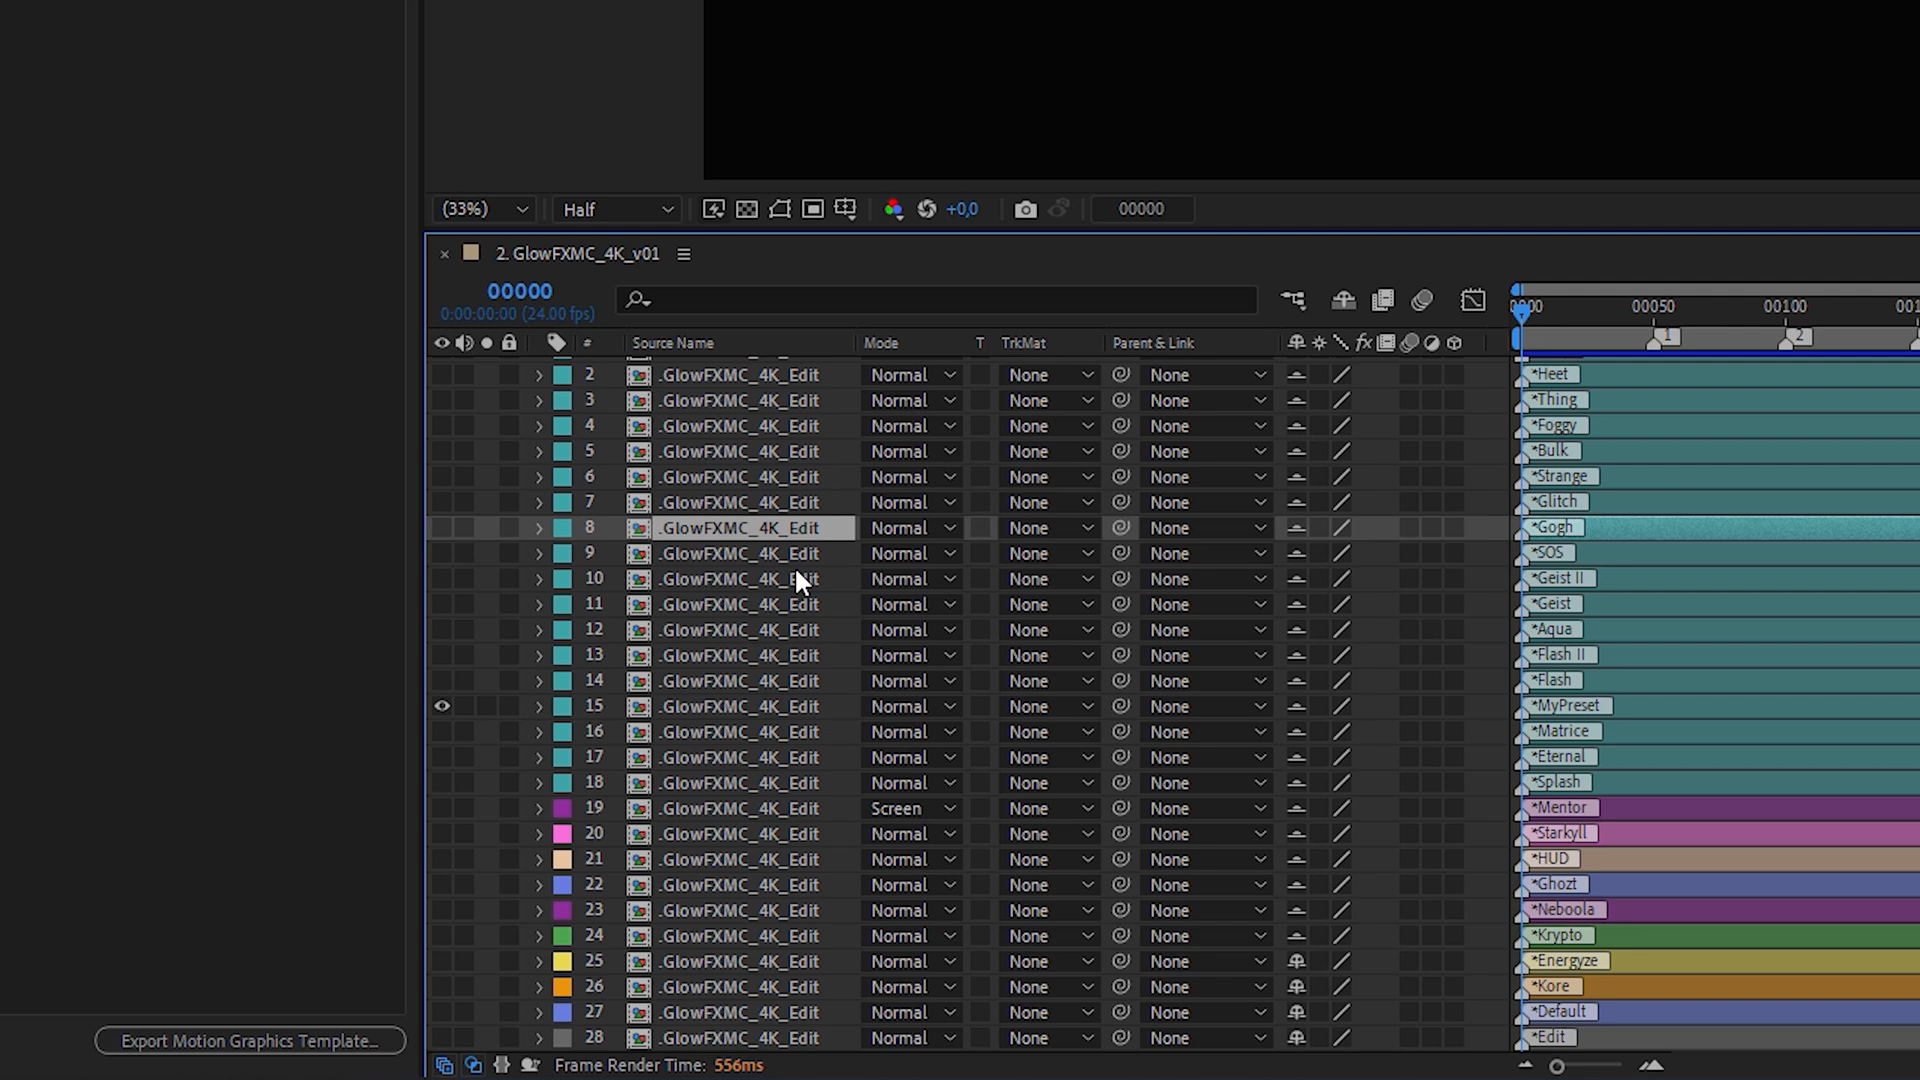 (33%) Half +0,0 00000
× 2. GlowFXMC_4K_v01
00000
0:00:00:00 (24.00 fps)
00050 00100
1 2
# Source Name Mode T TrkMat Parent & Link fx
2 .GlowFXMC_4K_Edit Normal None None *Heet
3 .GlowFXMC_4K_Edit Normal None None *Thing
4 .GlowFXMC_4K_Edit Normal None None *Foggy
5 .GlowFXMC_4K_Edit Normal None None *Bulk
6 .GlowFXMC_4K_Edit Normal None None *Strange
7 .GlowFXMC_4K_Edit Normal None None *Glitch
8 .GlowFXMC_4K_Edit Normal None None *Gogh
9 .GlowFXMC_4K_Edit Normal None None *SOS
10 .GlowFXMC_4K_Edit Normal None None *Geist II
11 .GlowFXMC_4K_Edit Normal None None *Geist
12 .GlowFXMC_4K_Edit Normal None None *Aqua
13 .GlowFXMC_4K_Edit Normal None None *Flash II
14 .GlowFXMC_4K_Edit Normal None None *Flash
15 .GlowFXMC_4K_Edit Normal None None *MyPreset
16 .GlowFXMC_4K_Edit Normal None None *Matrice
17 .GlowFXMC_4K_Edit Normal None None *Eternal
18 .GlowFXMC_4K_Edit Normal None None *Splash
19 .GlowFXMC_4K_Edit Screen None None *Mentor
20 .GlowFXMC_4K_Edit Normal None None *Starkyll
21 .GlowFXMC_4K_Edit Normal None None *HUD
22 .GlowFXMC_4K_Edit Normal None None *Ghozt
23 .GlowFXMC_4K_Edit Normal None None *Neboola
24 .GlowFXMC_4K_Edit Normal None None *Krypto
25 .GlowFXMC_4K_Edit Normal None None *Energyze
26 .GlowFXMC_4K_Edit Normal None None *Kore
27 .GlowFXMC_4K_Edit Normal None None *Default
28 .GlowFXMC_4K_Edit Normal None None *Edit
Export Motion Graphics Template...
Frame Render Time: 556ms